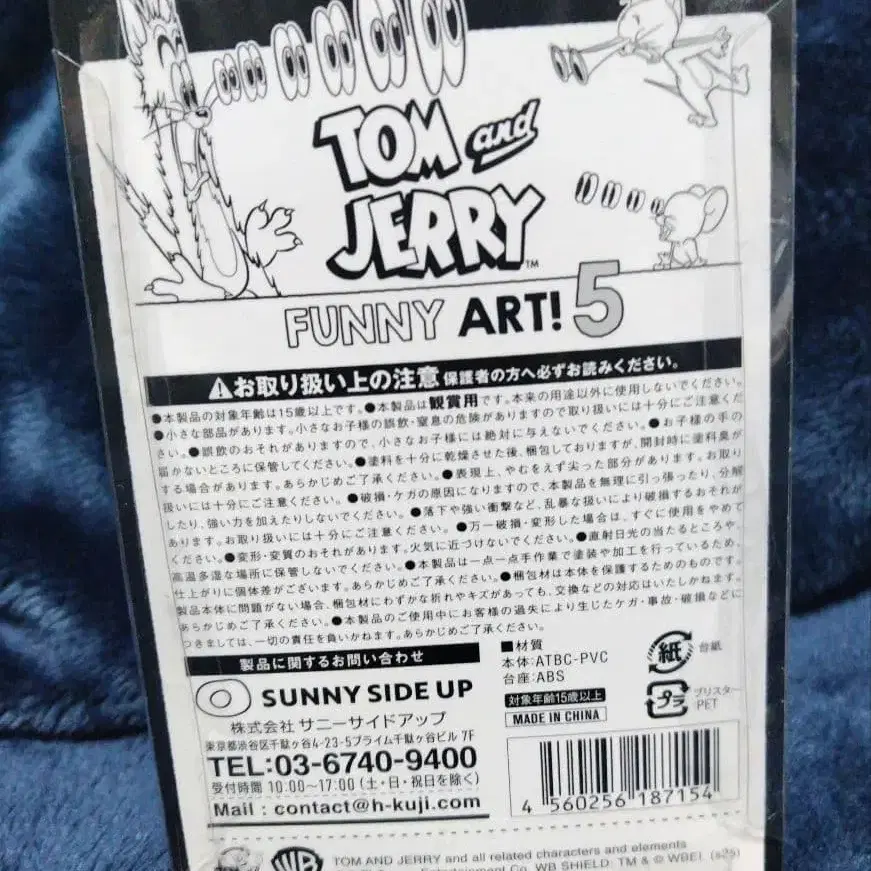 TOM and
JERRY™
FUNNY ART! 5
お取り扱い上の注意 保護者の方へ必ずお読みください。
●本製品の対象年齢は15歳以上です。●本製品は観賞用です。本来の用途以外に使用しないでください。
●小さな部品があります。小さなお子様の誤飲・窒息の危険がありますので取り扱いには十分にご注意くだ
さい。●誤飲のおそれがありますので、小さなお子様には絶対に与えないでください。●お子様の手の
届かないところに保管してください。●塗料を十分に乾燥させた後、梱包しておりますが、開封時に塗料臭が
する場合があります。あらかじめご了承ください。●表現上、やむをえず尖った部分があります。お取り
扱いには十分にご注意ください。●破損・ケガの原因になりますので、本製品を無理に引っ張ったり、分解
したり、強い力を加えたりしないでください。●落下や強い衝撃など、乱暴な扱いにより破損するおそれが
あります。お取り扱いには十分にご注意ください。●万一破損・変形した場合は、すぐに使用をやめて
ください。●変形・変質のおそれがあります。火気に近づけないでください。●直射日光の当たるところや、
高温多湿な場所に保管しないでください。●本製品は一点一点手作業で塗装や加工を行っているため、
仕上がりに個体差がございます。あらかじめご了承ください。●梱包材は本体を保護するためのものです。
製品本体に問題がない場合、梱包材にわずかな折れやキズがあっても、交換などの対応はいたしかねます。
あらかじめご了承ください。●本製品のご使用中にお客様の過失により生じたケガ・事故・破損などに
つきましては、一切の責任を負いかねます。あらかじめご了承ください。
製品に関するお問い合わせ
SUNNY SIDE UP
株式会社 サニーサイドアップ
東京都渋谷区千駄ヶ谷4-23-5プライム千駄ヶ谷ビル 7F
TEL:03-6740-9400
受付時間 10:00〜17:00 (土・日・祝日を除く)
Mail : contact@h-kuji.com
■材質
本体:ATBC-PVC
台座:ABS
対象年齢15歳以上
MADE IN CHINA
紙 台紙
プラ ブリスター
PET
4 560256 187154
WB
TOM AND JERRY and all related characters and elements
Entertainment Co. WB SHIELD: TM & © WBEI. (s25)